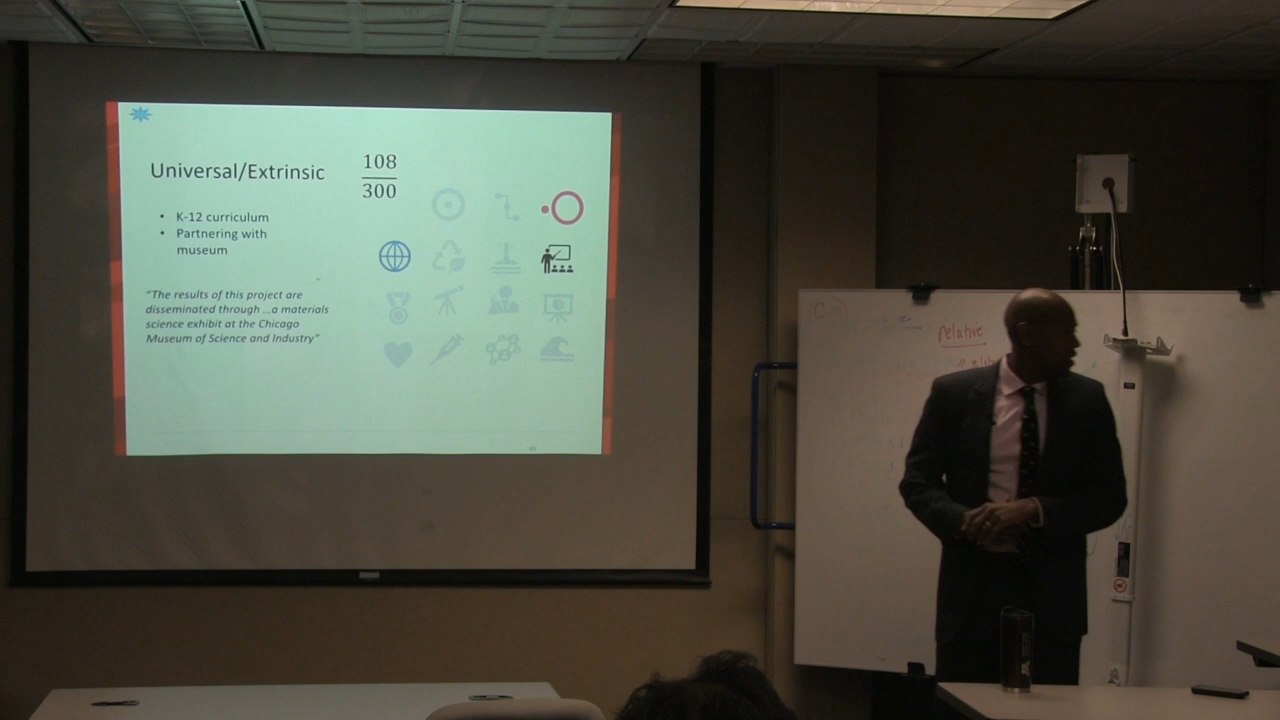 Universal/Extrinsic
108
300
• K-12 curriculum
• Partnering with
museum
"The results of this project are
disseminated through ...a materials
science exhibit at the Chicago
Museum of Science and Industry"
relative